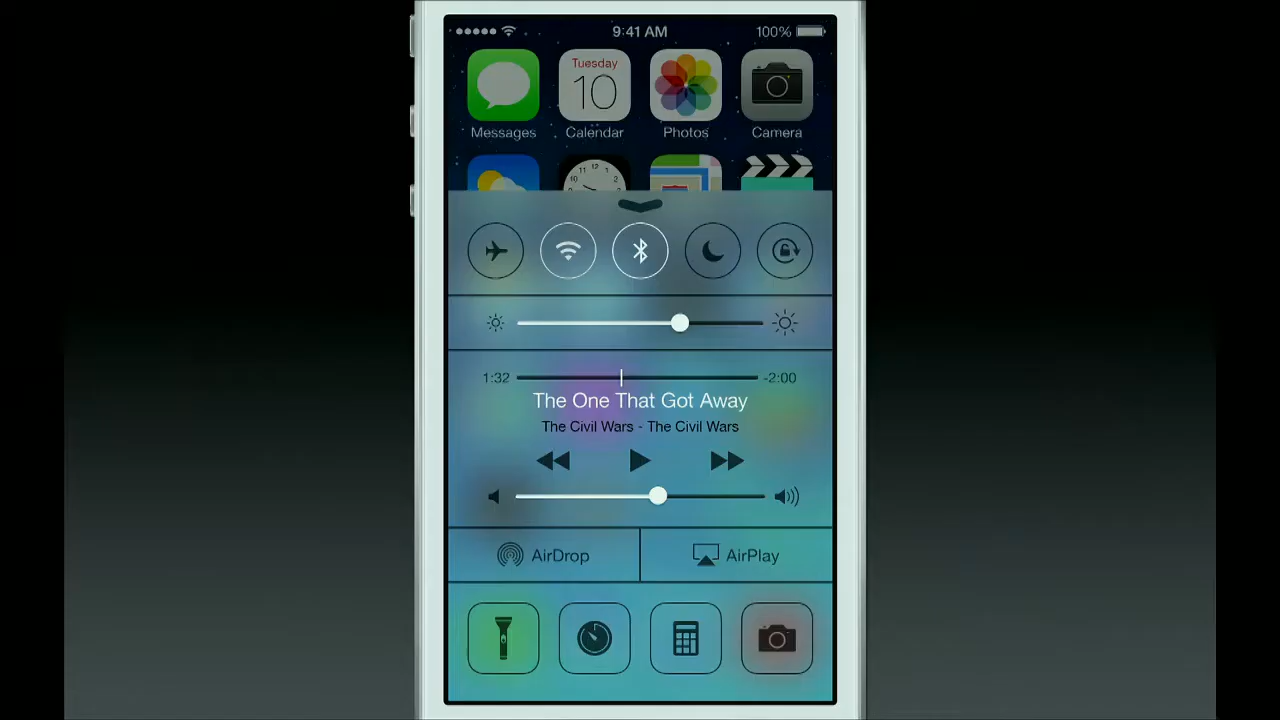 9:41 AM 100%
Tuesday
10
Messages Calendar Photos Camera
1:32 -2:00
The One That Got Away
The Civil Wars - The Civil Wars
AirDrop AirPlay